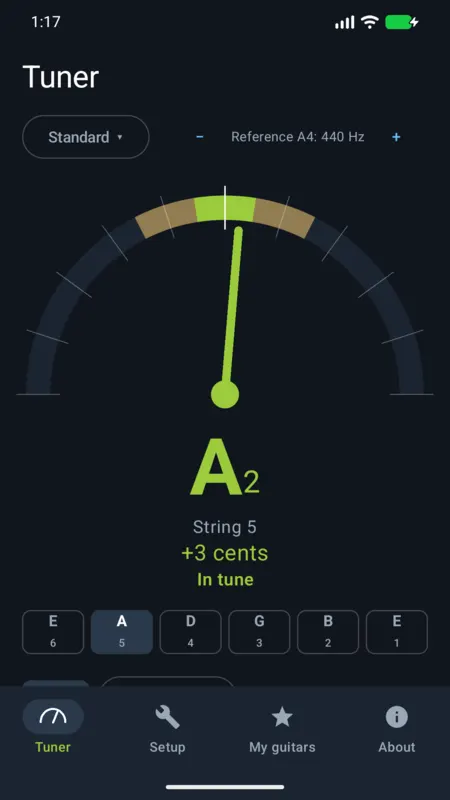 1:17
Tuner
Standard ▾
− Reference A4: 440 Hz +
A2
String 5
+3 cents
In tune
E A D G B E
6 5 4 3 2 1
Tuner Setup My guitars About